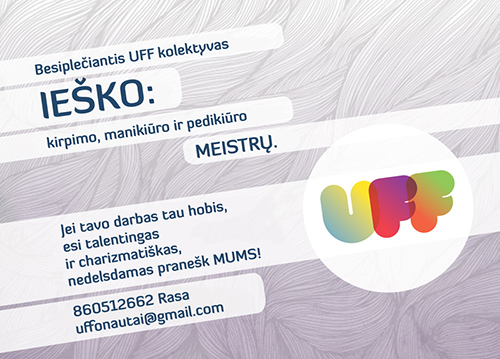 Besiplečiantis UFF kolektyvas
IEŠKO:
kirpimo, manikiūro ir pedikiūro
MEISTRŲ.
UFF
Jei tavo darbas tau hobis,
esi talentingas
ir charizmatiškas,
nedelsdamas pranešk MUMS!
860512662 Rasa
uffonautai@gmail.com